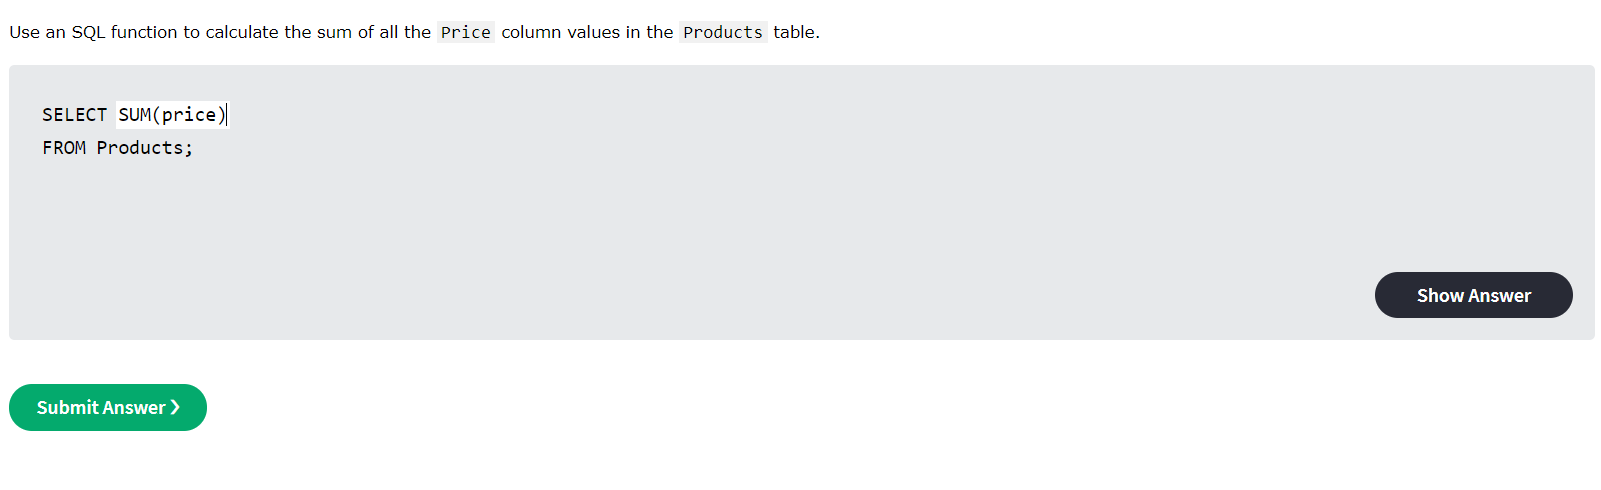 Use an SQL function to calculate the sum of all the Price column values in the Products table.
SELECT SUM(price)
FROM Products;
Show Answer
Submit Answer ❯